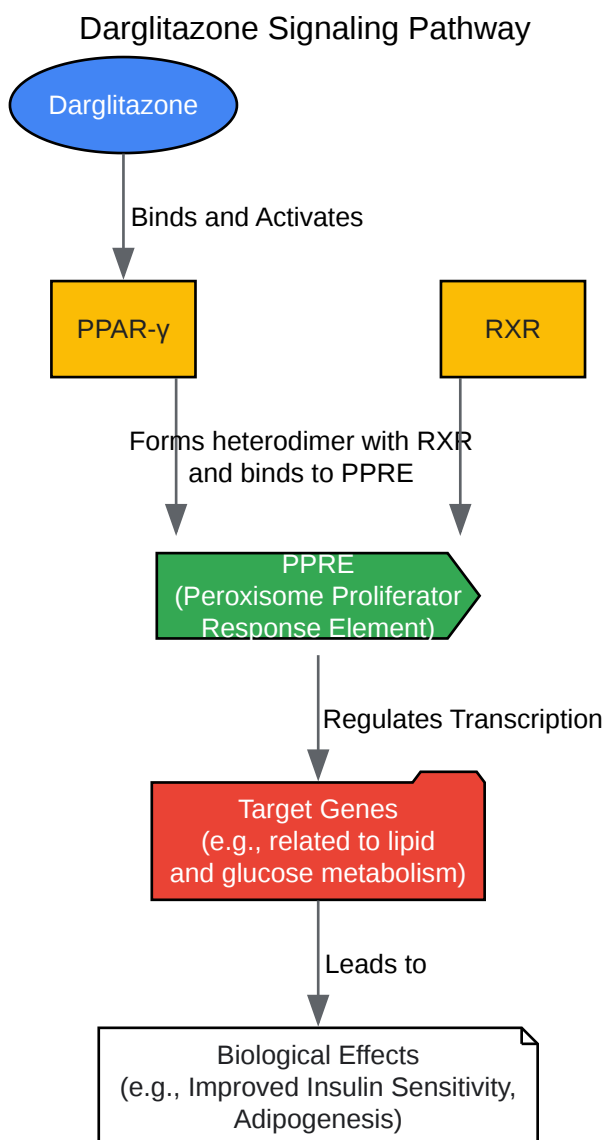 Darglitazone Signaling Pathway
Darglitazone
Binds and Activates
PPAR-γ
RXR
Forms heterodimer with RXR
and binds to PPRE
PPRE
(Peroxisome Proliferator
Response Element)
Regulates Transcription
Target Genes
(e.g., related to lipid
and glucose metabolism)
Leads to
Biological Effects
(e.g., Improved Insulin Sensitivity,
Adipogenesis)